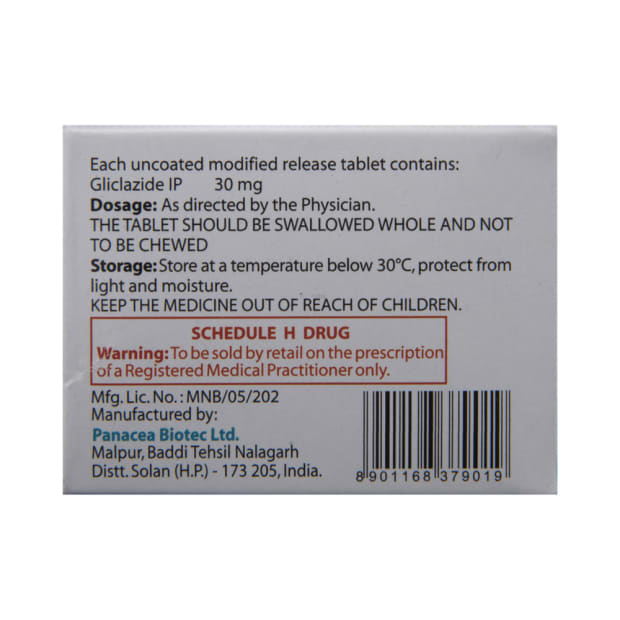 Each uncoated modified release tablet contains:
Gliclazide IP 30 mg
Dosage: As directed by the Physician.
THE TABLET SHOULD BE SWALLOWED WHOLE AND NOT
TO BE CHEWED
Storage: Store at a temperature below 30°C, protect from
light and moisture.
KEEP THE MEDICINE OUT OF REACH OF CHILDREN.
SCHEDULE H DRUG
Warning: To be sold by retail on the prescription
of a Registered Medical Practitioner only.
Mfg. Lic. No. : MNB/05/202
Manufactured by:
Panacea Biotec Ltd.
Malpur, Baddi Tehsil Nalagarh
Distt. Solan (H.P.) - 173 205, India.
8 901168 379019